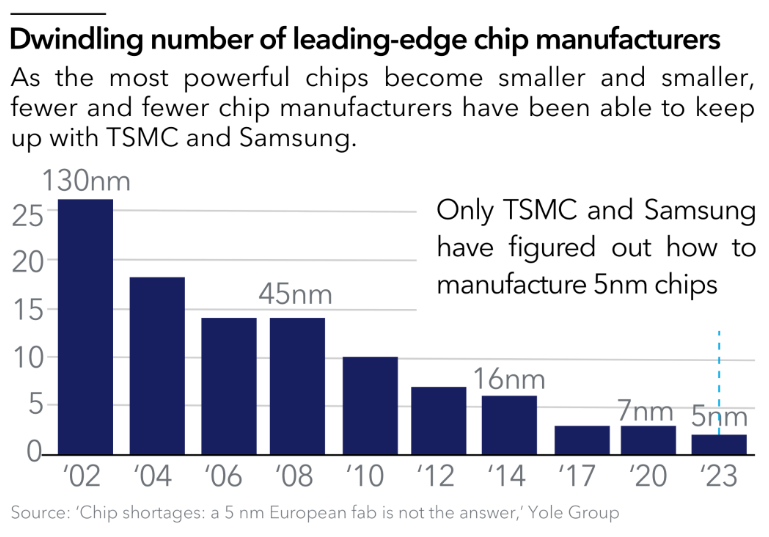 Dwindling number of leading-edge chip manufacturers
As the most powerful chips become smaller and smaller,
fewer and fewer chip manufacturers have been able to keep
up with TSMC and Samsung.
130nm
25
Only TSMC and Samsung
have figured out how to
manufacture 5nm chips
20
45nm
15
10
16nm
7nm
5nm
5
0
‘02 ‘04 ‘06 ‘08 ‘10 ‘12 ‘14 ‘17 ‘20 ‘23
Source: ‘Chip shortages: a 5 nm European fab is not the answer,’ Yole Group